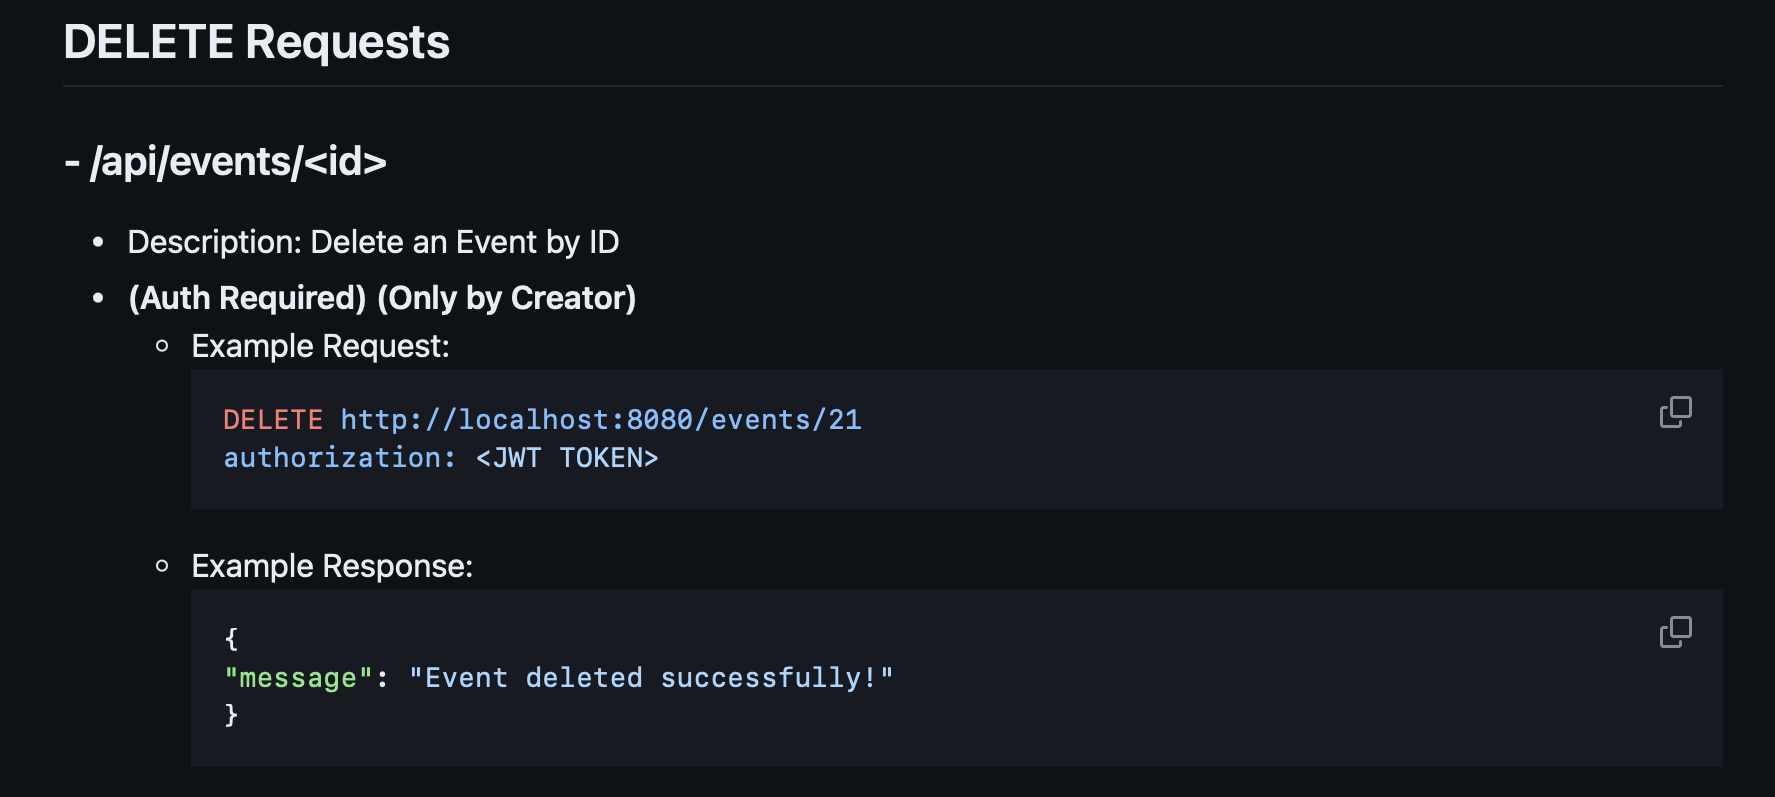 DELETE Requests
- /api/events/<id>
• Description: Delete an Event by ID
• (Auth Required) (Only by Creator)
◦ Example Request:
DELETE http://localhost:8080/events/21
authorization: <JWT TOKEN>
◦ Example Response:
{
"message": "Event deleted successfully!"
}